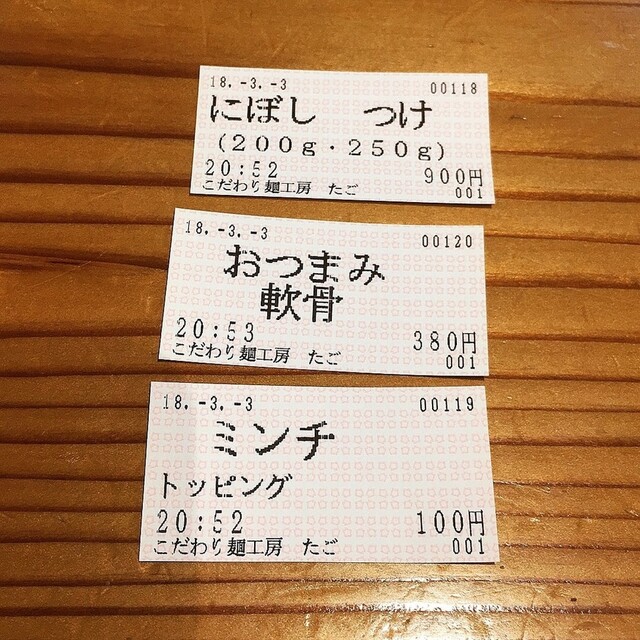 18.-3.-3 00118
にぼし つけ
(200g・250g)
20:52 900円
こだわり麺工房 たご 001
18.-3.-3 00120
おつまみ
軟骨
20:53 380円
こだわり麺工房 たご 001
18.-3.-3 00119
ミンチ
トッピング
20:52 100円
こだわり麺工房 たご 001